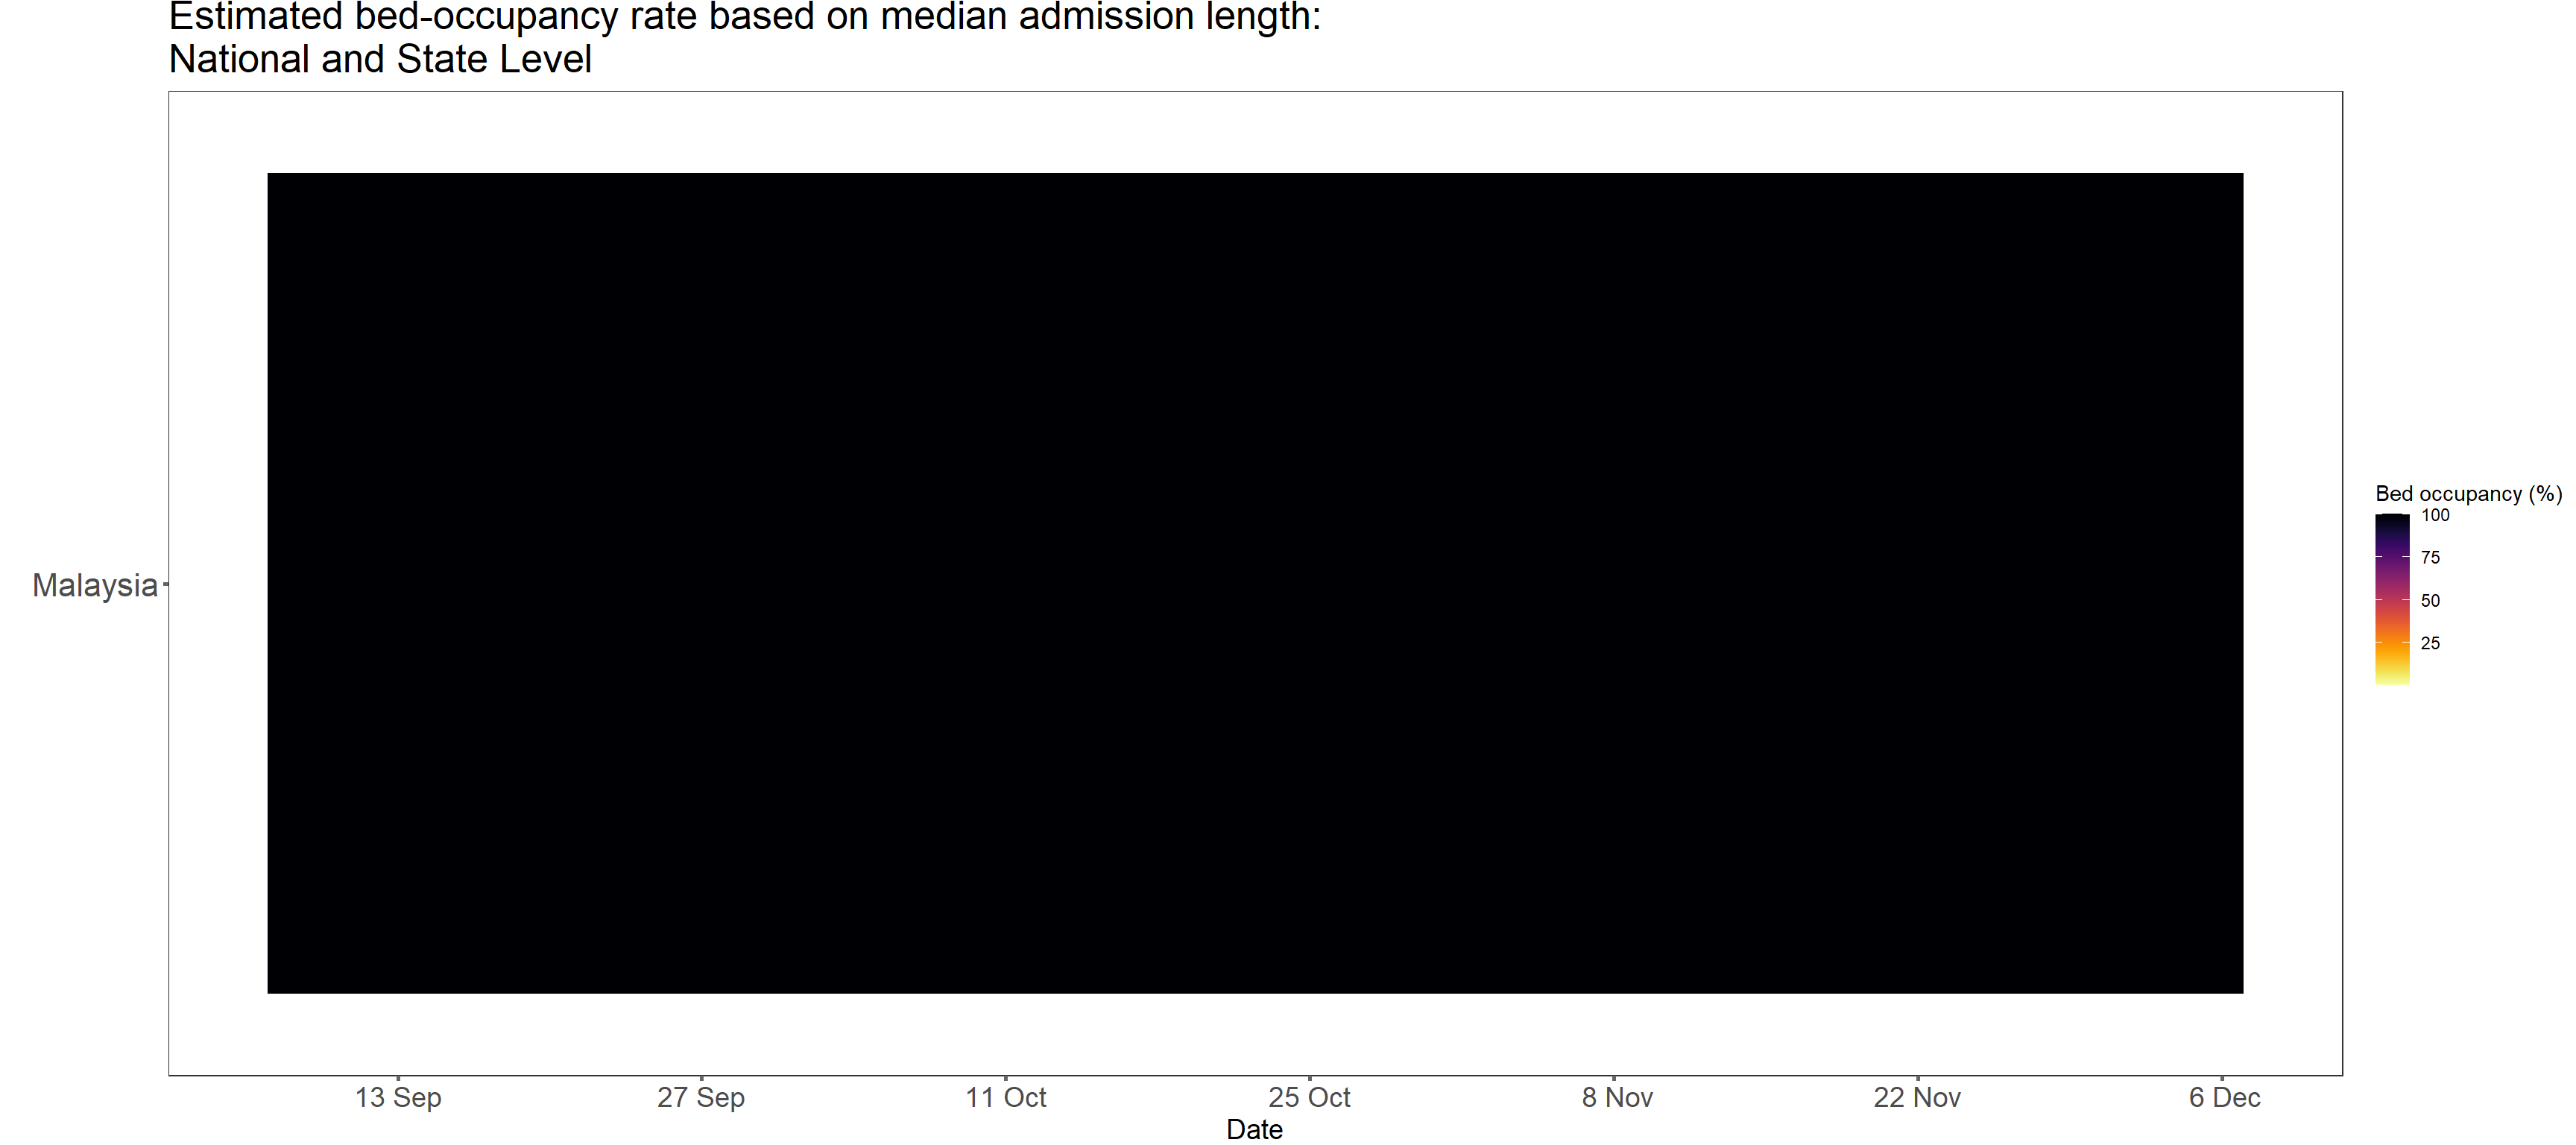 Estimated bed-occupancy rate based on median admission length:
National and State Level
Malaysia
Bed occupancy (%)
100
75
50
25
13 Sep
27 Sep
11 Oct
25 Oct
8 Nov
22 Nov
6 Dec
Date